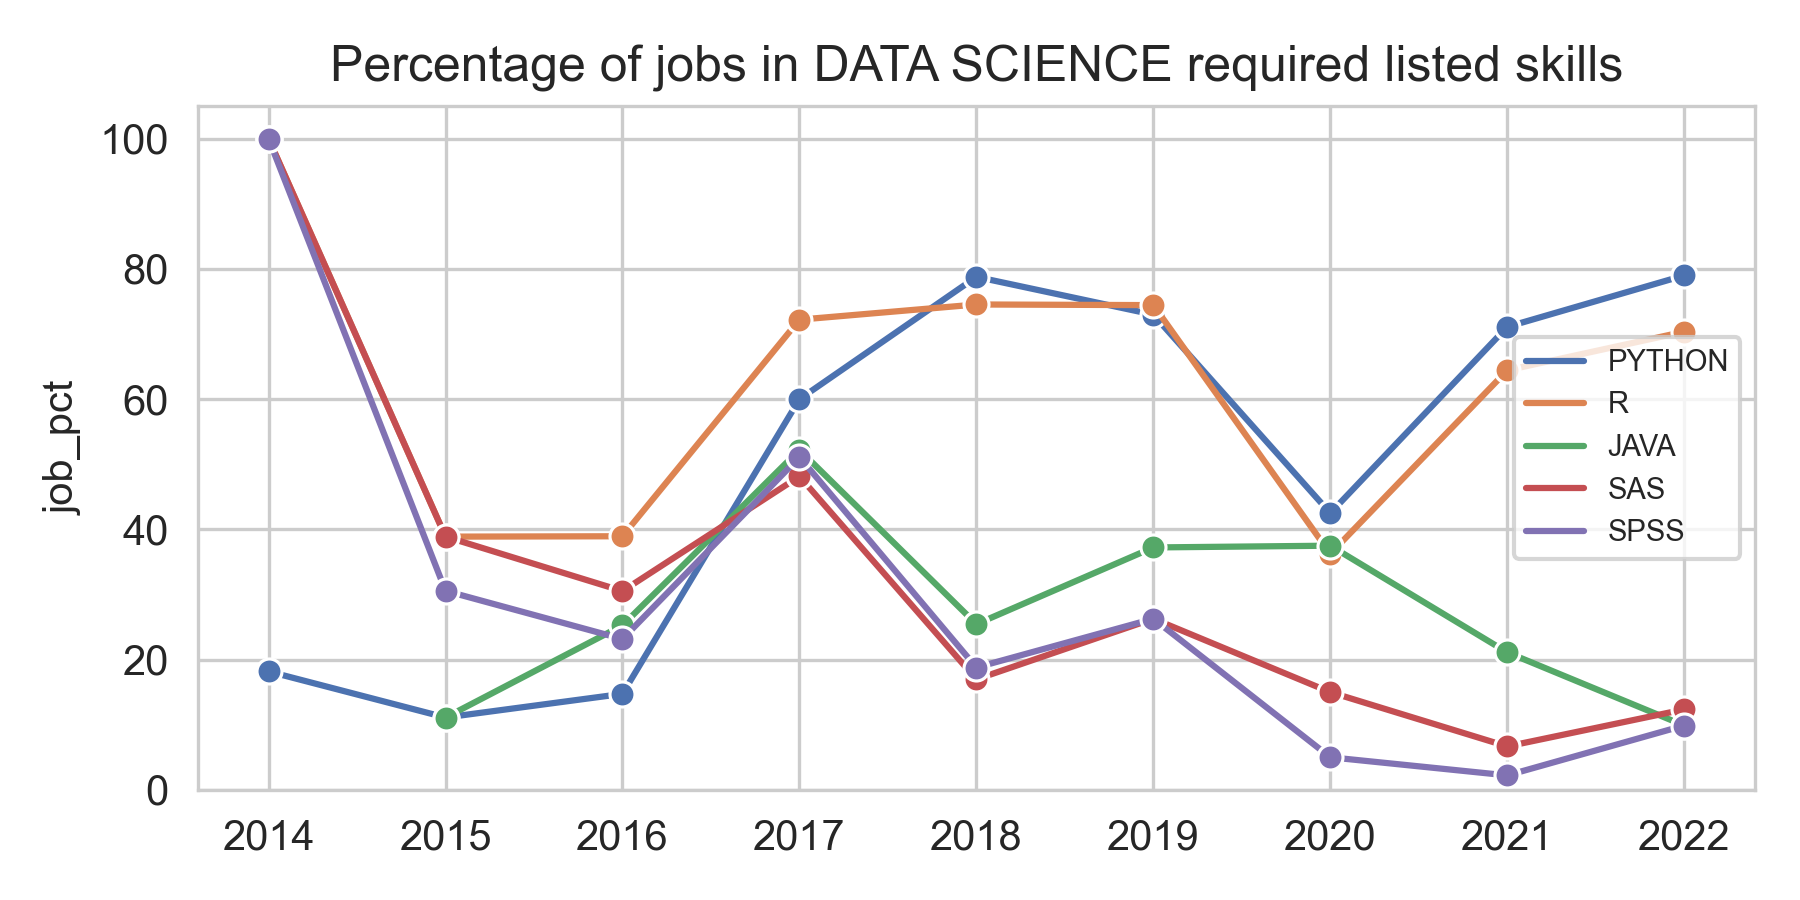 Percentage of jobs in DATA SCIENCE required listed skills
job_pct
100
80
60
40
20
0
2014 2015 2016 2017 2018 2019 2020 2021 2022
PYTHON
R
JAVA
SAS
SPSS